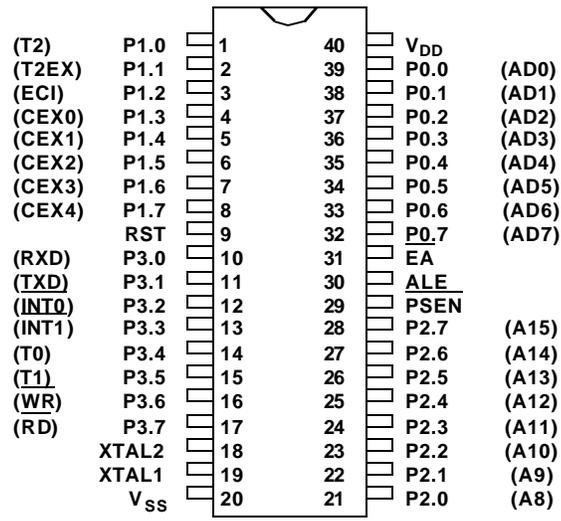 (T2) P1.0 1 40 VDD
(T2EX) P1.1 2 39 P0.0 (AD0)
(ECI) P1.2 3 38 P0.1 (AD1)
(CEX0) P1.3 4 37 P0.2 (AD2)
(CEX1) P1.4 5 36 P0.3 (AD3)
(CEX2) P1.5 6 35 P0.4 (AD4)
(CEX3) P1.6 7 34 P0.5 (AD5)
(CEX4) P1.7 8 33 P0.6 (AD6)
RST 9 32 P0.7 (AD7)
(RXD) P3.0 10 31 EA
(TXD) P3.1 11 30 ALE
(INT0) P3.2 12 29 PSEN
(INT1) P3.3 13 28 P2.7 (A15)
(T0) P3.4 14 27 P2.6 (A14)
(T1) P3.5 15 26 P2.5 (A13)
(WR) P3.6 16 25 P2.4 (A12)
(RD) P3.7 17 24 P2.3 (A11)
XTAL2 18 23 P2.2 (A10)
XTAL1 19 22 P2.1 (A9)
VSS 20 21 P2.0 (A8)